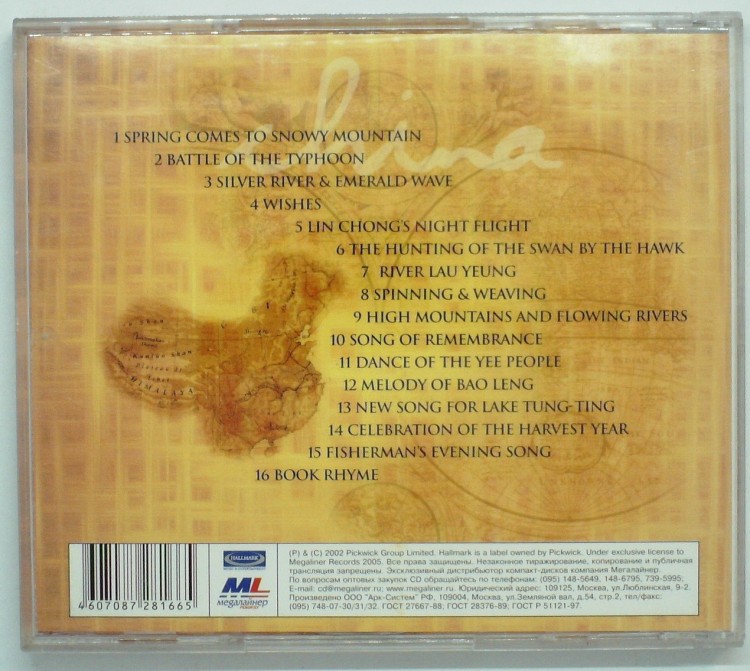 china
1 SPRING COMES TO SNOWY MOUNTAIN
2 BATTLE OF THE TYPHOON
3 SILVER RIVER & EMERALD WAVE
4 WISHES
5 LIN CHONG'S NIGHT FLIGHT
6 THE HUNTING OF THE SWAN BY THE HAWK
7 RIVER LAU YEUNG
8 SPINNING & WEAVING
9 HIGH MOUNTAINS AND FLOWING RIVERS
10 SONG OF REMEMBRANCE
11 DANCE OF THE YEE PEOPLE
12 MELODY OF BAO LENG
13 NEW SONG FOR LAKE TUNG-TING
14 CELEBRATION OF THE HARVEST YEAR
15 FISHERMAN'S EVENING SONG
16 BOOK RHYME
HIMALAYA
4 607087 281665
HALLMARK
ML
мегалайнер
(P) & (C) 2002 Pickwick Group Limited. Hallmark is a label owned by Pickwick. Under exclusive license to
Megaliner Records 2005. Все права защищены. Незаконное гиражирование, копирование и публичная
трансляция запрещены. Эксклюзивный дистрибьютор компакт-дисков компания Мегалайнер.
По вопросам оптовых закупок CD обращайтесь по телефонам: (095) 148-5649, 148-6795, 739-5995;
E-mail: cd@megaliner.ru, www.megaliner.ru. Юридический адрес: 109125, Москва, ул.Люблинская, 9-2.
Произведено ООО "Арк-Систем" РФ, 109004, Москва, ул.Земляной вал, д.54, стр.2, тел/факс:
(095) 748-07-30/31/32. ГОСТ 27667-88; ГОСТ 28376-89; ГОСТ Р 51121-97.